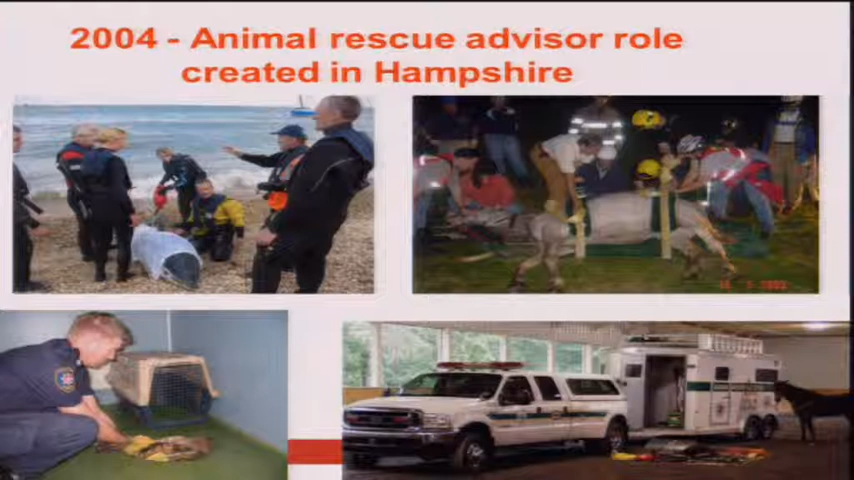 2004 - Animal rescue advisor role
created in Hampshire